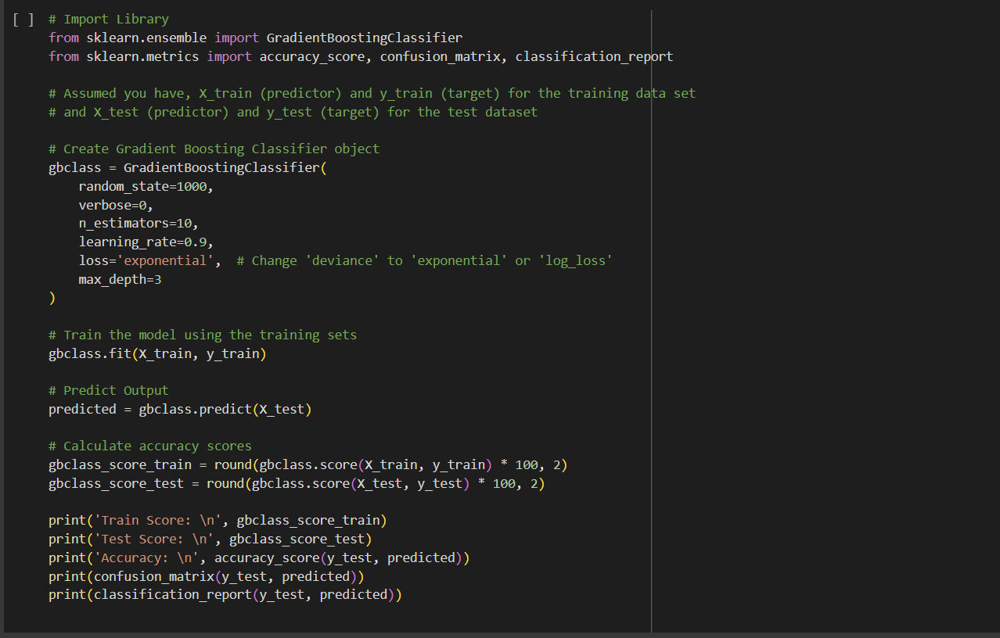 [ ] # Import Library
from sklearn.ensemble import GradientBoostingClassifier
from sklearn.metrics import accuracy_score, confusion_matrix, classification_report
# Assumed you have, X_train (predictor) and y_train (target) for the training data set
# and X_test (predictor) and y_test (target) for the test dataset
# Create Gradient Boosting Classifier object
gbclass = GradientBoostingClassifier(
    random_state=1000,
    verbose=0,
    n_estimators=10,
    learning_rate=0.9,
    loss='exponential',  # Change 'deviance' to 'exponential' or 'log_loss'
    max_depth=3
)
# Train the model using the training sets
gbclass.fit(X_train, y_train)
# Predict Output
predicted = gbclass.predict(X_test)
# Calculate accuracy scores
gbclass_score_train = round(gbclass.score(X_train, y_train) * 100, 2)
gbclass_score_test = round(gbclass.score(X_test, y_test) * 100, 2)
print('Train Score: \n', gbclass_score_train)
print('Test Score: \n', gbclass_score_test)
print('Accuracy: \n', accuracy_score(y_test, predicted))
print(confusion_matrix(y_test, predicted))
print(classification_report(y_test, predicted))